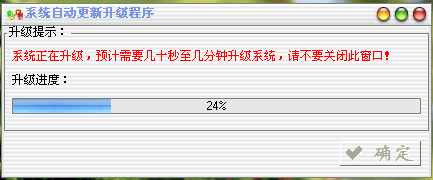 系统自动更新升级程序
升级提示：
系统正在升级，预计需要几十秒至几分钟升级系统，请不要关闭此窗口！
升级进度：
24%
确定